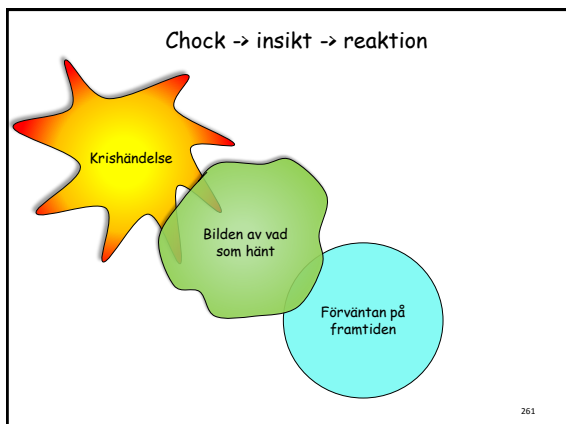 Chock -> insikt -> reaktion
Krishändelse
Bilden av vad
som hänt
Förväntan på
framtiden
261